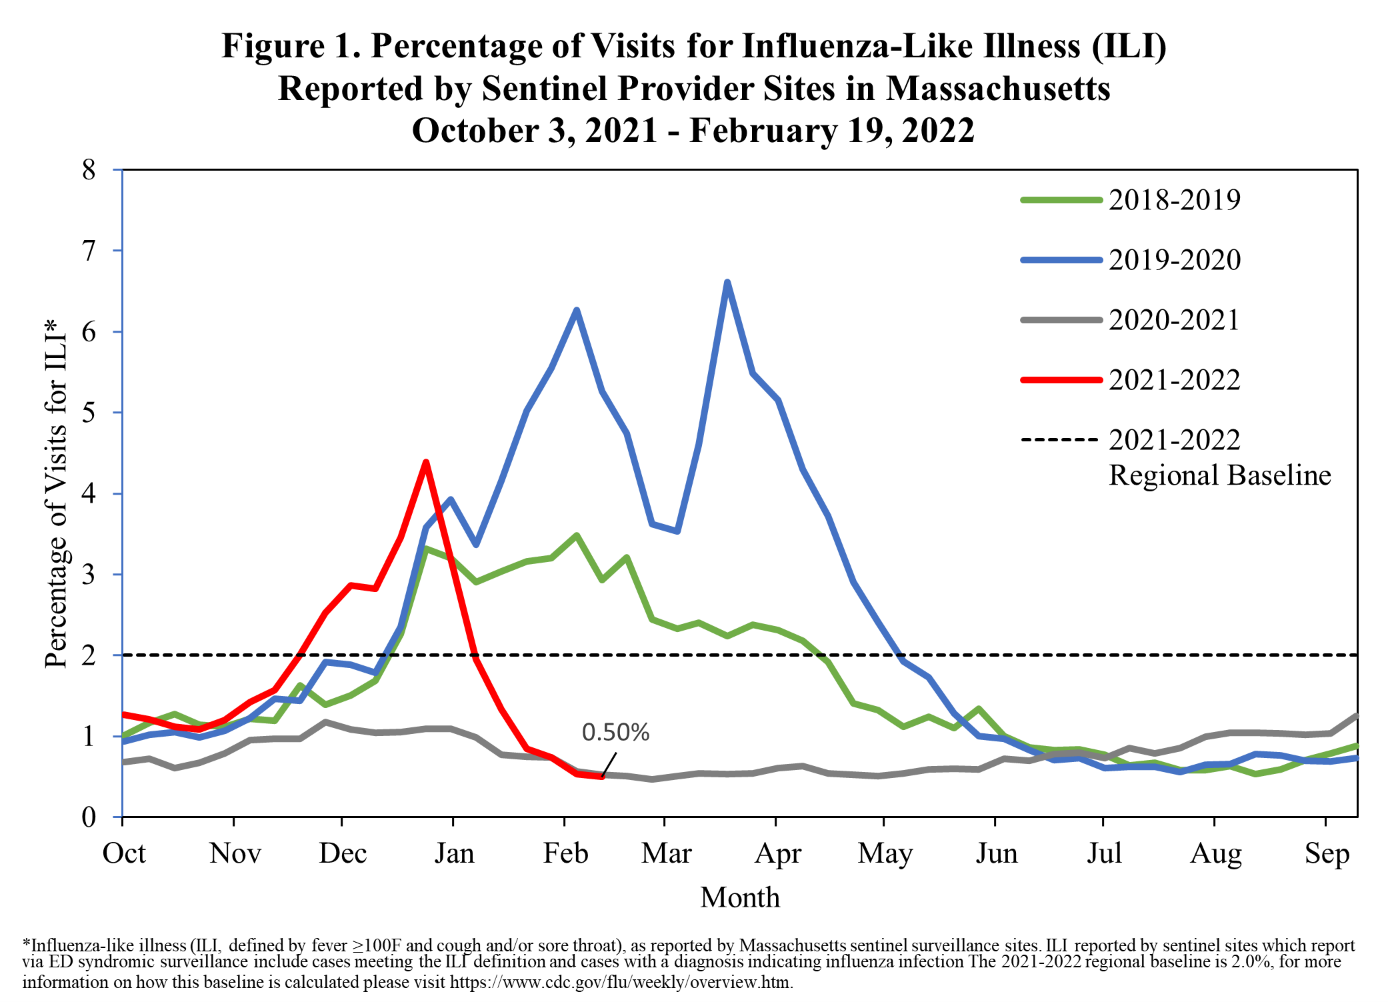 Figure 1. Percentage of Visits for Influenza-Like Illness (ILI)
Reported by Sentinel Provider Sites in Massachusetts
October 3, 2021 - February 19, 2022
8
7
6
5
4
3
2
1
0
Percentage of Visits for ILI*
2018-2019
2019-2020
2020-2021
2021-2022
2021-2022
Regional Baseline
0.50%
Oct Nov Dec Jan Feb Mar Apr May Jun Jul Aug Sep
Month
*Influenza-like illness (ILI, defined by fever ≥100F and cough and/or sore throat), as reported by Massachusetts sentinel surveillance sites. ILI reported by sentinel sites which report
via ED syndromic surveillance include cases meeting the ILI definition and cases with a diagnosis indicating influenza infection The 2021-2022 regional baseline is 2.0%, for more
information on how this baseline is calculated please visit https://www.cdc.gov/flu/weekly/overview.htm.